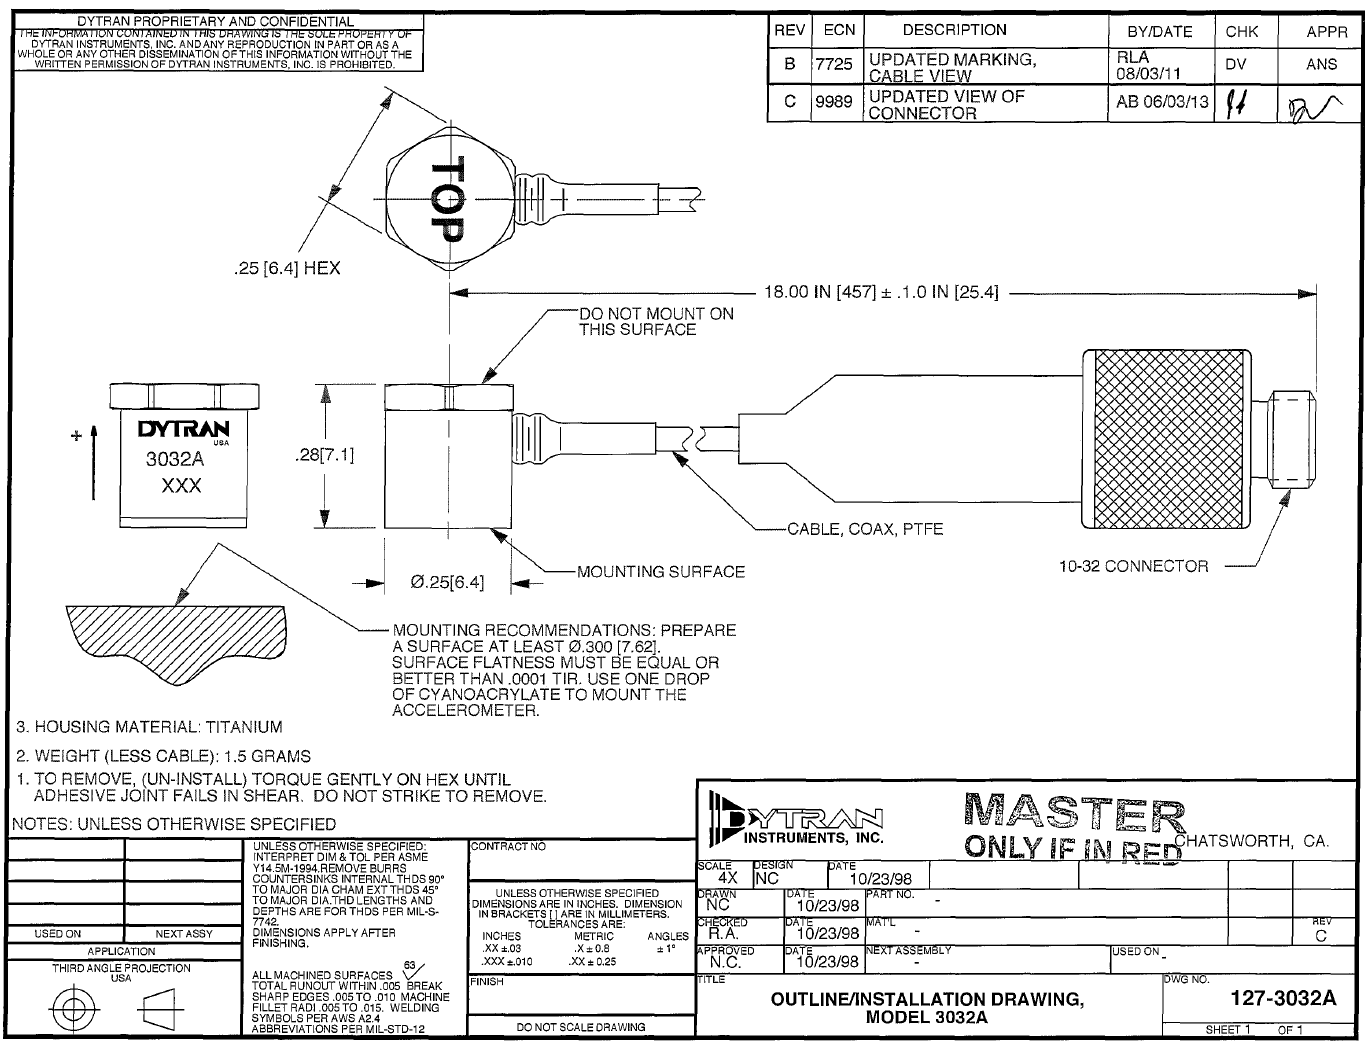 DYTRAN PROPRIETARY AND CONFIDENTIAL
THE INFORMATION CONTAINED IN THIS DRAWING IS THE SOLE PROPERTY OF
DYTRAN INSTRUMENTS, INC. AND ANY REPRODUCTION IN PART OR AS A
WHOLE OR ANY OTHER DISSEMINATION OF THIS INFORMATION WITHOUT THE
WRITTEN PERMISSION OF DYTRAN INSTRUMENTS, INC. IS PROHIBITED.
REV ECN DESCRIPTION BY/DATE CHK APPR
B 7725 UPDATED MARKING, CABLE VIEW RLA 08/03/11 DV ANS
C 9989 UPDATED VIEW OF CONNECTOR AB 06/03/13
TOP
.25 [6.4] HEX
18.00 IN [457] ± .1.0 IN [25.4]
DO NOT MOUNT ON
THIS SURFACE
+
DYTRAN
USA
3032A
XXX
.28[7.1]
CABLE, COAX, PTFE
10-32 CONNECTOR
MOUNTING SURFACE
Ø.25[6.4]
MOUNTING RECOMMENDATIONS: PREPARE
A SURFACE AT LEAST Ø.300 [7.62].
SURFACE FLATNESS MUST BE EQUAL OR
BETTER THAN .0001 TIR. USE ONE DROP
OF CYANOACRYLATE TO MOUNT THE
ACCELEROMETER.
3. HOUSING MATERIAL: TITANIUM
2. WEIGHT (LESS CABLE): 1.5 GRAMS
1. TO REMOVE, (UN-INSTALL) TORQUE GENTLY ON HEX UNTIL
ADHESIVE JOINT FAILS IN SHEAR. DO NOT STRIKE TO REMOVE.
NOTES: UNLESS OTHERWISE SPECIFIED
USED ON NEXT ASSY
APPLICATION
THIRD ANGLE PROJECTION
USA
UNLESS OTHERWISE SPECIFIED:
INTERPRET DIM & TOL PER ASME
Y14.5M-1994.REMOVE BURRS
COUNTERSINKS INTERNAL THDS 90°
TO MAJOR DIA CHAM EXT THDS 45°
TO MAJOR DIA.THD LENGTHS AND
DEPTHS ARE FOR THDS PER MIL-S-
7742.
DIMENSIONS APPLY AFTER
FINISHING.
63
ALL MACHINED SURFACES
TOTAL RUNOUT WITHIN .005 BREAK
SHARP EDGES .005 TO .010 MACHINE
FILLET RADI .005 TO .015. WELDING
SYMBOLS PER AWS A2.4
ABBREVIATIONS PER MIL-STD-12
CONTRACT NO
UNLESS OTHERWISE SPECIFIED
DIMENSIONS ARE IN INCHES. DIMENSION
IN BRACKETS [ ] ARE IN MILLIMETERS.
TOLERANCES ARE:
INCHES METRIC ANGLES
.XX ±.03 .X ± 0.8 ± 1°
.XXX ±.010 .XX ± 0.25
FINISH
DO NOT SCALE DRAWING
DYTRAN
INSTRUMENTS, INC.
MASTER
ONLY IF IN RED
CHATSWORTH, CA.
SCALE 4X DESIGN NC DATE 10/23/98
DRAWN NC DATE 10/23/98 PART NO. -
CHECKED R.A. DATE 10/23/98 MAT'L - REV C
APPROVED N.C. DATE 10/23/98 NEXT ASSEMBLY - USED ON -
TITLE
OUTLINE/INSTALLATION DRAWING,
MODEL 3032A
DWG NO.
127-3032A
SHEET 1 OF 1